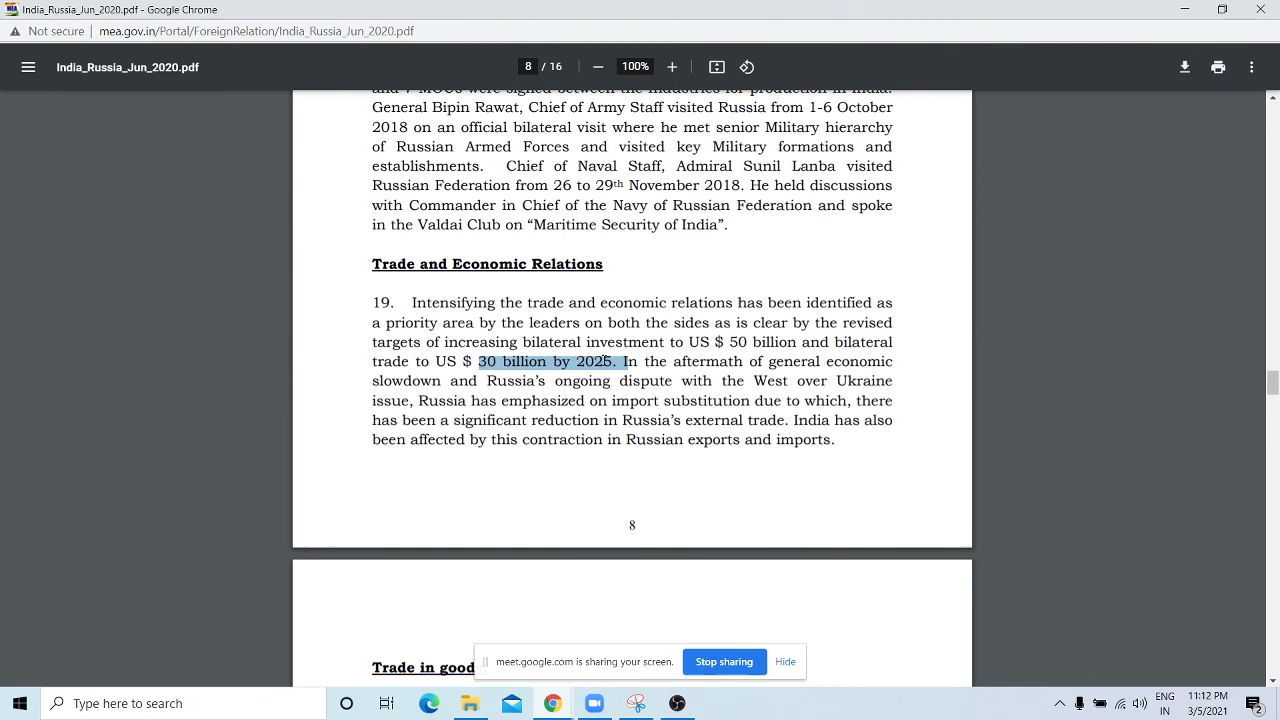 India_Russia_Jun_2020.pdf - Google Chrome
Not secure | mea.gov.in/Portal/ForeignRelation/India_Russia_Jun_2020.pdf
India_Russia_Jun_2020.pdf 8 / 16 100%
and 7 MOUs were signed between the industries for production in India.
General Bipin Rawat, Chief of Army Staff visited Russia from 1-6 October
2018 on an official bilateral visit where he met senior Military hierarchy
of Russian Armed Forces and visited key Military formations and
establishments. Chief of Naval Staff, Admiral Sunil Lanba visited
Russian Federation from 26 to 29th November 2018. He held discussions
with Commander in Chief of the Navy of Russian Federation and spoke
in the Valdai Club on “Maritime Security of India”.
Trade and Economic Relations
19. Intensifying the trade and economic relations has been identified as
a priority area by the leaders on both the sides as is clear by the revised
targets of increasing bilateral investment to US $ 50 billion and bilateral
trade to US $ 30 billion by 2025. In the aftermath of general economic
slowdown and Russia’s ongoing dispute with the West over Ukraine
issue, Russia has emphasized on import substitution due to which, there
has been a significant reduction in Russia’s external trade. India has also
been affected by this contraction in Russian exports and imports.
8
Trade in good
meet.google.com is sharing your screen. Stop sharing Hide
Type here to search
ENG 11:12 PM
IN 3/5/2021 2